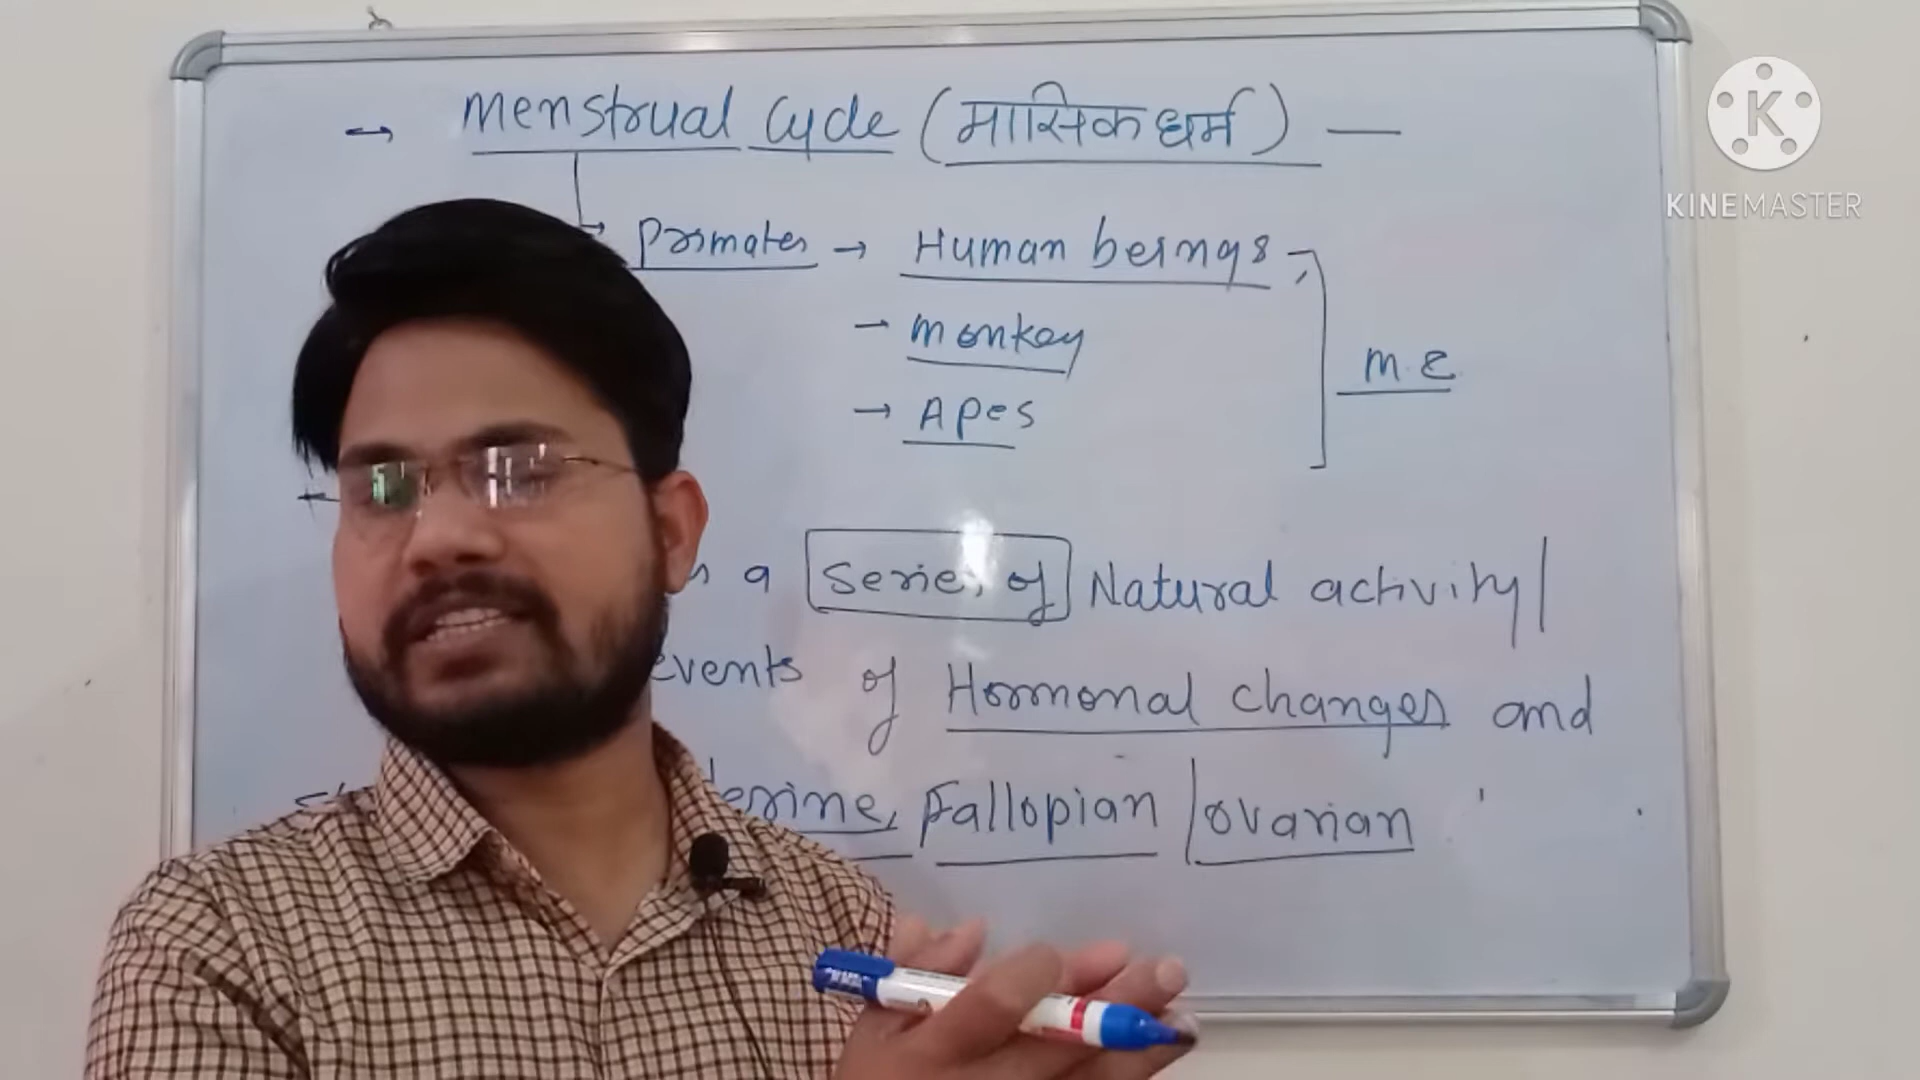 → Menstrual Cycle (मासिक धर्म) —
→ Primates → Human beings,
→ Monkey
M.C
→ Apes
a Series of Natural activity/
events of Hormonal changes and
Fallopian/ovarian
K
KINEMASTER